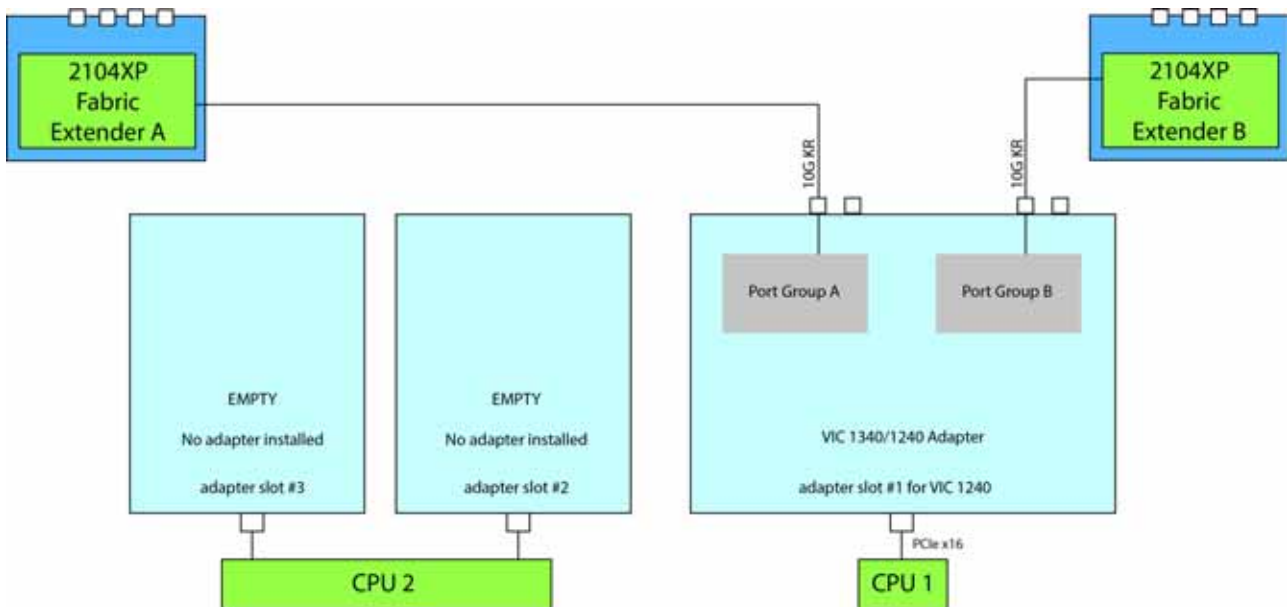 2104XP
Fabric
Extender A
2104XP
Fabric
Extender B
10G KR
10G KR
Port Group A
Port Group B
EMPTY
No adapter installed
adapter slot #3
EMPTY
No adapter installed
adapter slot #2
VIC 1340/1240 Adapter
adapter slot #1 for VIC 1240
PCIe x16
CPU 2
CPU 1